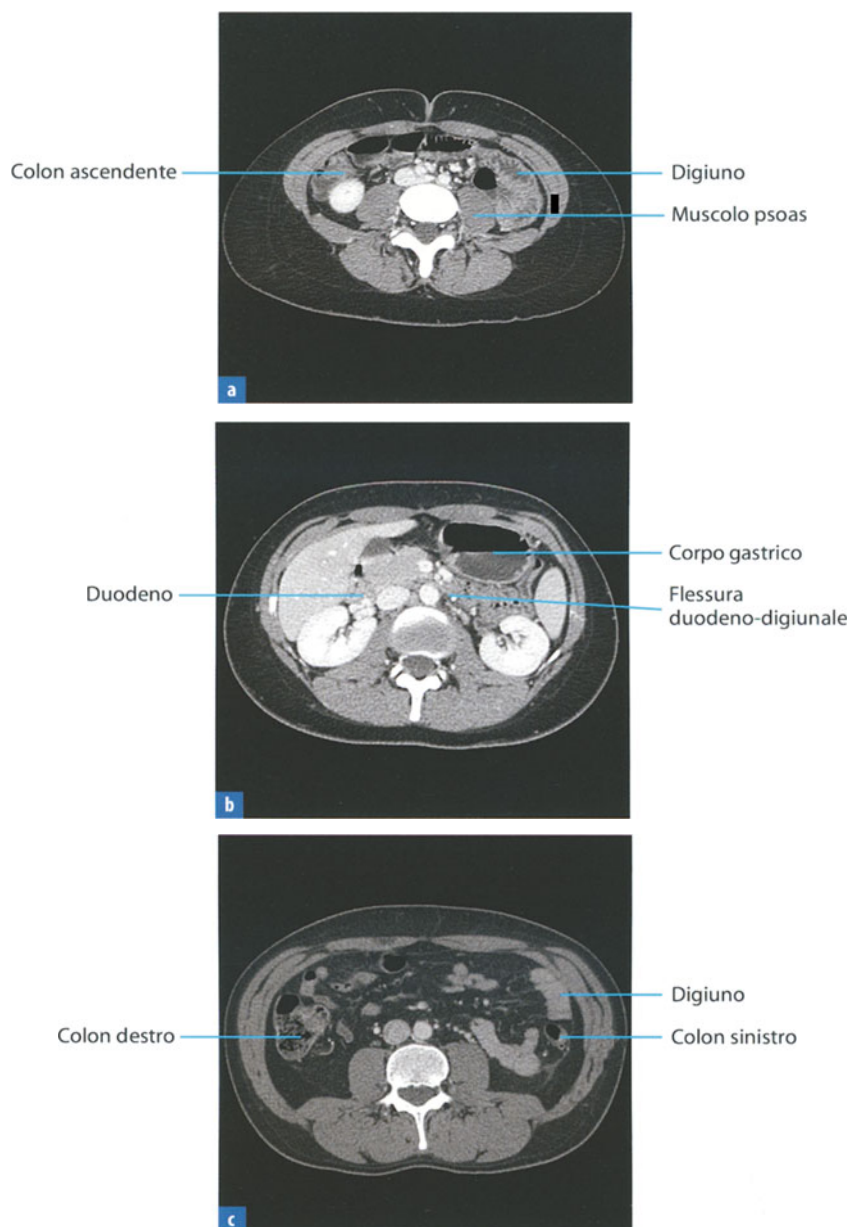 Colon ascendente
Digiuno
Muscolo psoas
a
Corpo gastrico
Duodeno
Flessura
duodeno-digiunale
b
Digiuno
Colon destro
Colon sinistro
c